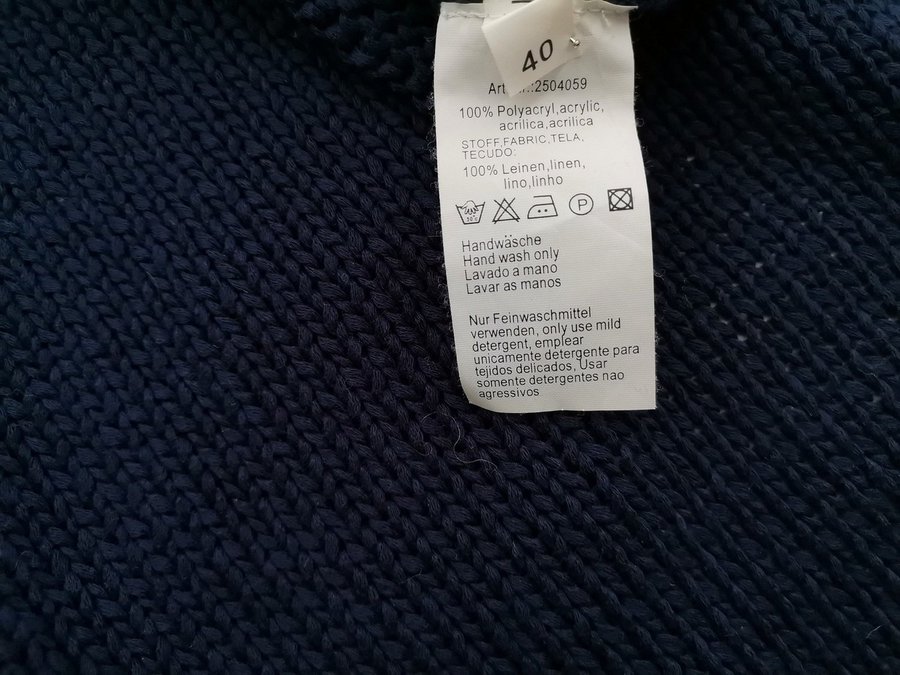 40
Art
:2504059
100% Polyacryl,acrylic,
acrilica,acrilica
STOFF,FABRIC,TELA,
TECUDO:
100% Leinen,linen,
lino,linho
30°C
P
Handwäsche
Hand wash only
Lavado a mano
Lavar as manos
Nur Feinwaschmittel
verwenden, only use mild
detergent, emplear
unicamente detergente para
tejidos delicados, Usar
somente detergentes nao
agressivos